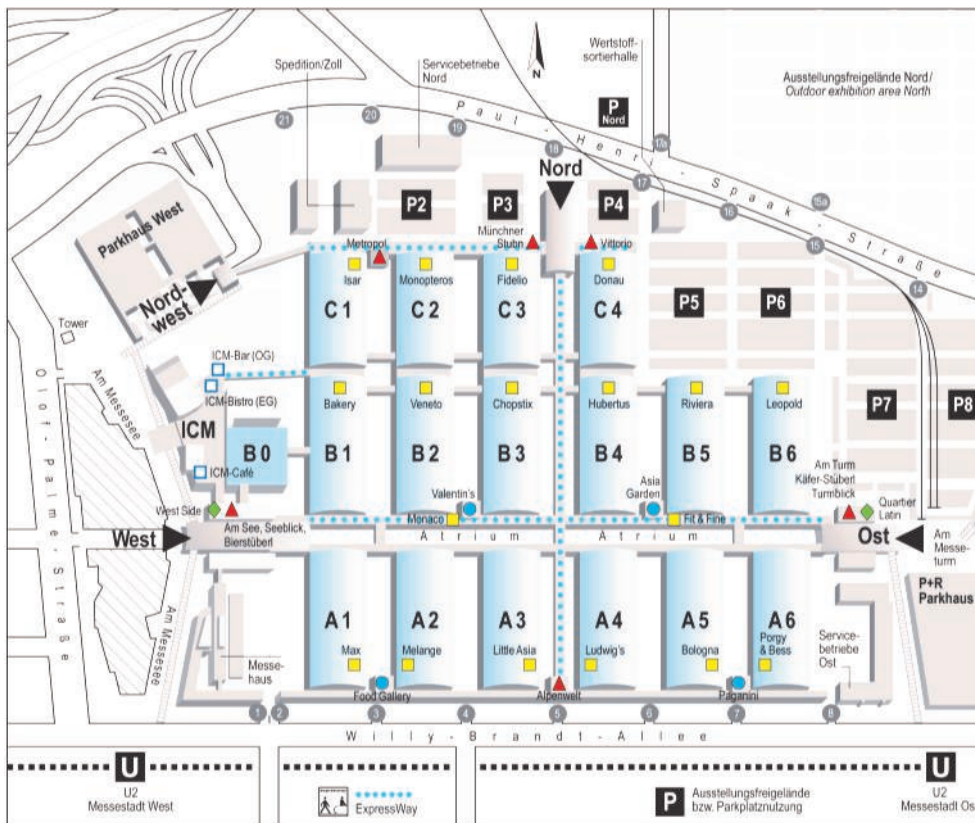 Spedition/Zoll
Servicebetriebe
Nord
Wertstoff-
sortierhalle
N
P
Nord
Ausstellungsfreigelände Nord/
Outdoor exhibition area North
21
20
19
18
17
17a
16
15
15a
14
Paul-Henri-Spaak-Straße
Nord
P2
P3
P4
Parkhaus West
Metropol
Münchner
Stubn
Vittorio
Isar
Monopteros
Fidelio
Donau
Nord-
west
C1
C2
C3
C4
P5
P6
Tower
ICM-Bar (OG)
ICM-Bistro (EG)
Am Messesee
Olof-Palme-Straße
Bakery
Veneto
Chopstix
Hubertus
Riviera
Leopold
P7
P8
ICM
B0
B1
B2
B3
B4
B5
B6
ICM-Café
Valentin's
Asia
Garden
Am Turm
Käfer-Stüberl
Turmblick
Quartier
Latin
West Side
Monaco
Fit & Fine
West
Am See, Seeblick,
Bierstüberl
Atrium
Atrium
Ost
Am
Messe-
turm
P+R
Parkhaus
Am Messesee
A1
A2
A3
A4
A5
A6
Max
Melange
Little Asia
Ludwig's
Bologna
Porgy
& Bess
Service-
betriebe
Ost
Messe-
haus
Food Gallery
Alpenwelt
Paganini
1
2
3
4
5
6
7
8
Willy-Brandt-Allee
U
U2
Messestadt West
ExpressWay
P
Ausstellungsfreigelände
bzw. Parkplatznutzung
U
U2
Messestadt Os